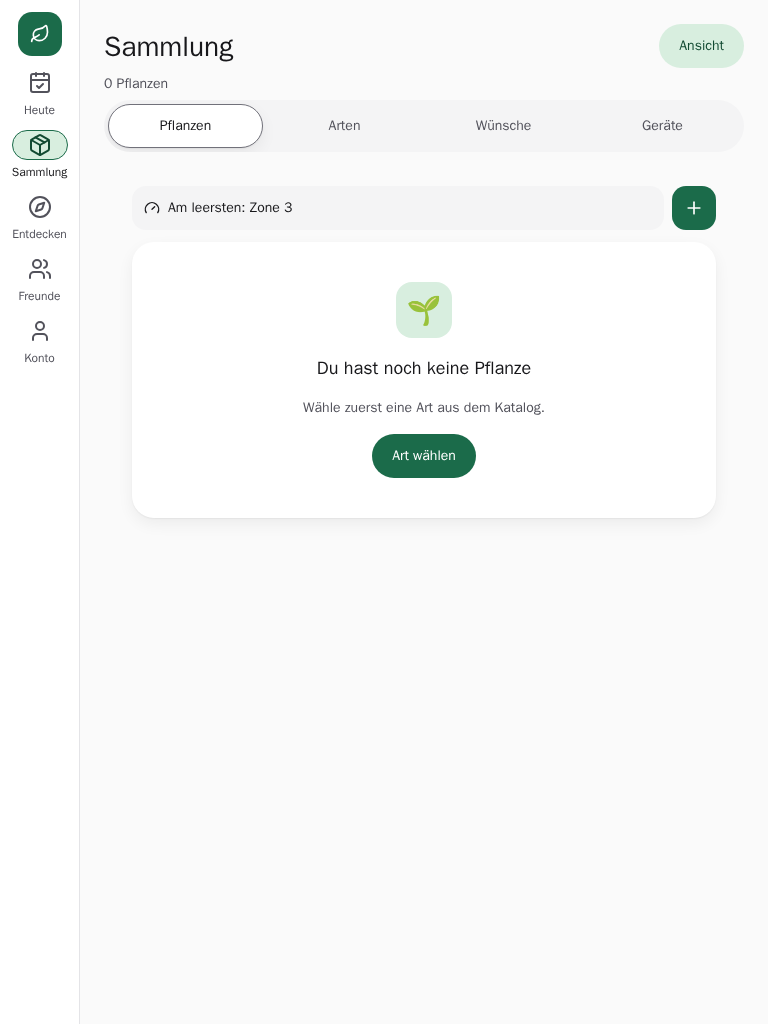 Sammlung
Ansicht
0 Pflanzen
Pflanzen
Arten
Wünsche
Geräte
Heute
Sammlung
Entdecken
Freunde
Konto
Am leersten: Zone 3
Du hast noch keine Pflanze
Wähle zuerst eine Art aus dem Katalog.
Art wählen